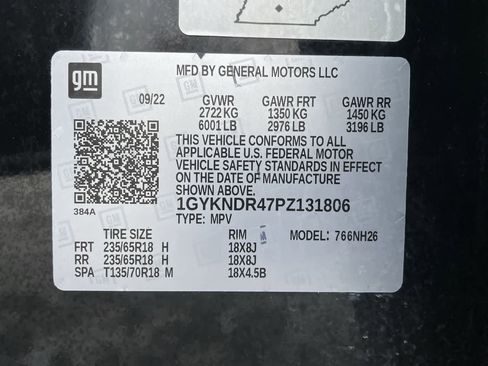 gm
MFD BY GENERAL MOTORS LLC
09/22 GVWR GAWR FRT GAWR RR
2722 KG 1350 KG 1450 KG
6001 LB 2976 LB 3196 LB
THIS VEHICLE CONFORMS TO ALL
APPLICABLE U.S. FEDERAL MOTOR
VEHICLE SAFETY STANDARDS IN EFFECT
ON THE DATE OF MANUFACTURE
SHOWN ABOVE.
384A
1GYKNDR47PZ131806
TYPE: MPV
TIRE SIZE RIM MODEL: 766NH26
FRT 235/65R18 H 18X8J
RR 235/65R18 H 18X8J
SPA T135/70R18 M 18X4.5B